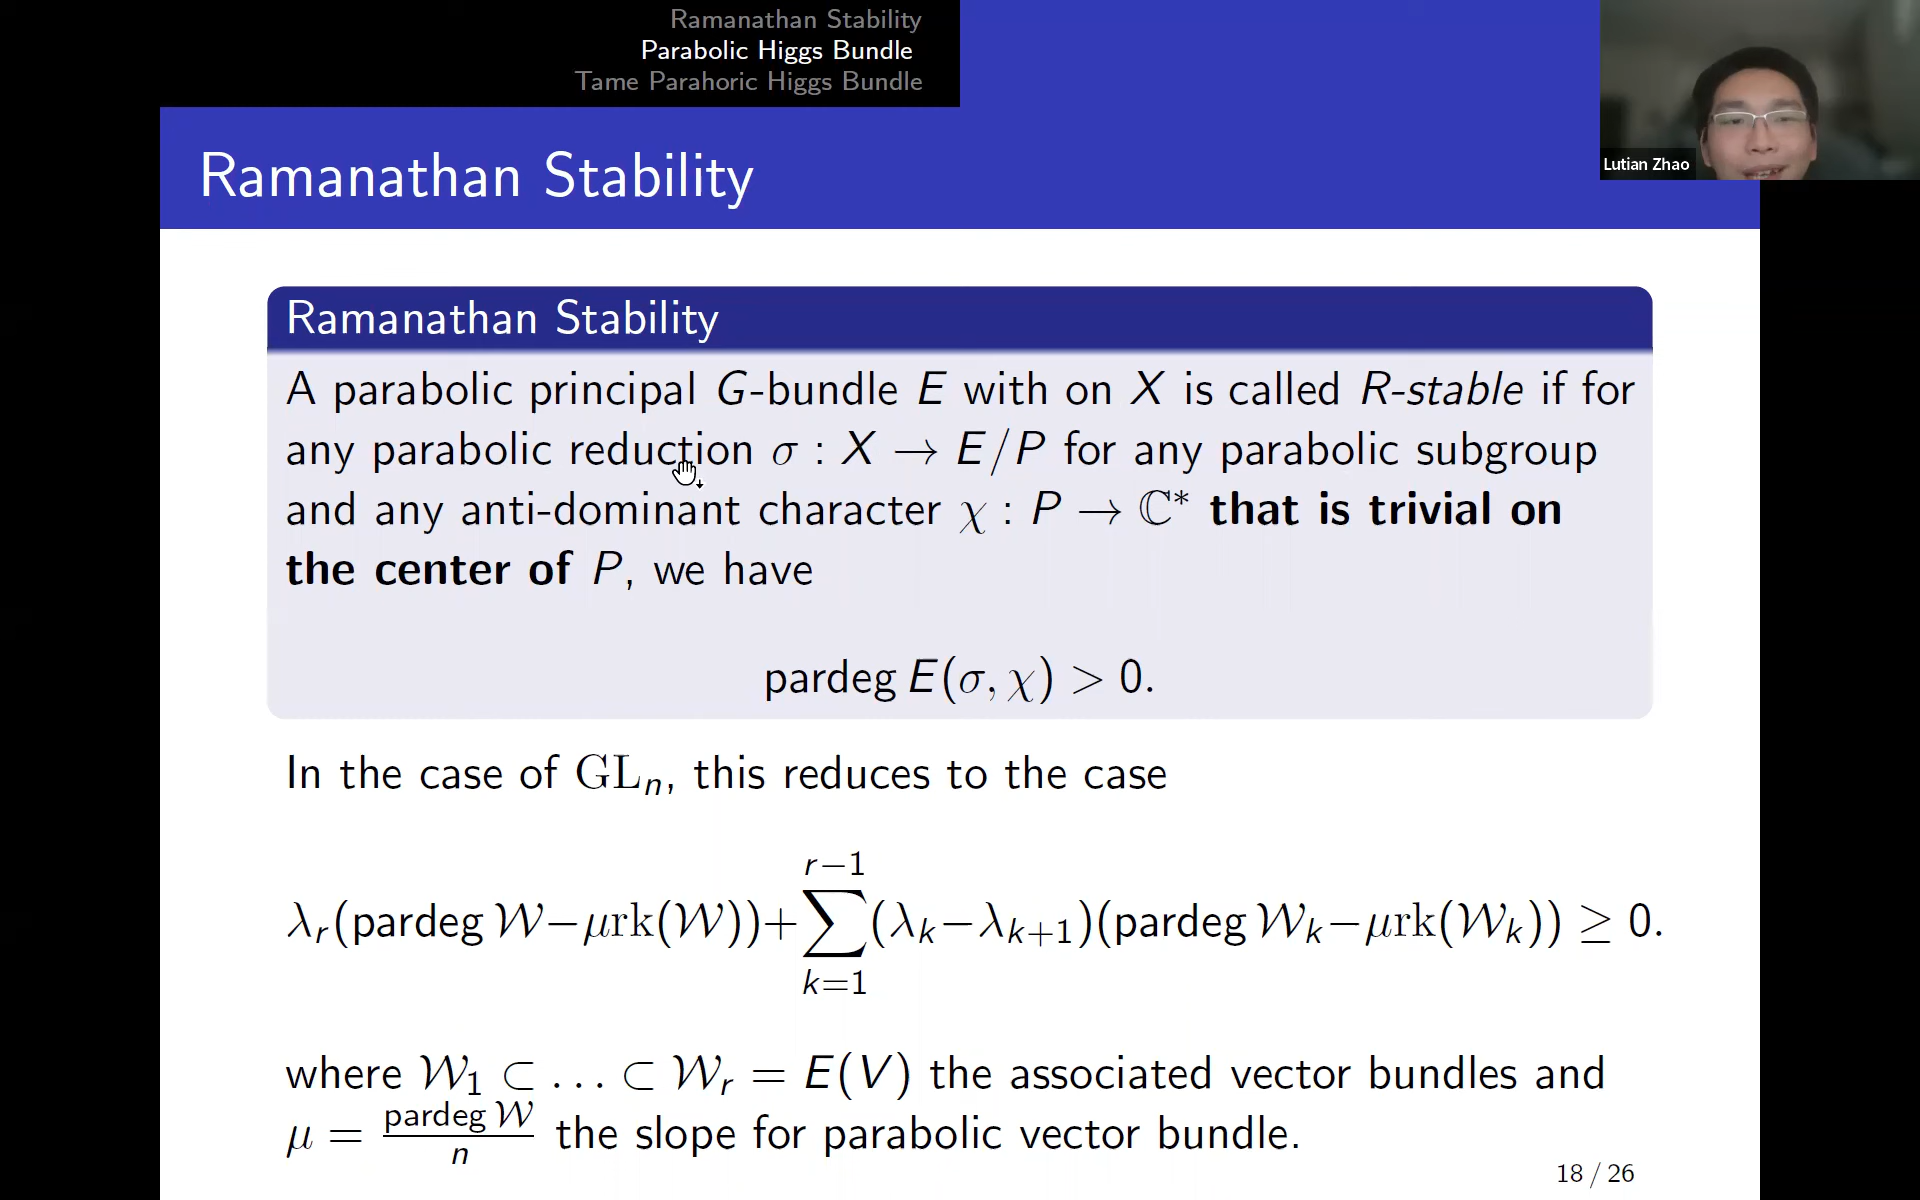 Ramanathan Stability
Parabolic Higgs Bundle
Tame Parahoric Higgs Bundle
Lutian Zhao
Ramanathan Stability
Ramanathan Stability
A parabolic principal G-bundle E with on X is called R-stable if for
any parabolic reduction σ : X → E/P for any parabolic subgroup
and any anti-dominant character χ : P → ℂ* that is trivial on
the center of P, we have
pardeg E(σ, χ) > 0.
In the case of GL_n, this reduces to the case
λ_r(pardeg 𝒲−μrk(𝒲))+∑_{k=1}^{r−1}(λ_k−λ_{k+1})(pardeg 𝒲_k−μrk(𝒲_k)) ≥ 0.
where 𝒲_1 ⊂ … ⊂ 𝒲_r = E(V) the associated vector bundles and
μ = \frac{pardeg 𝒲}{n} the slope for parabolic vector bundle.
18 / 26